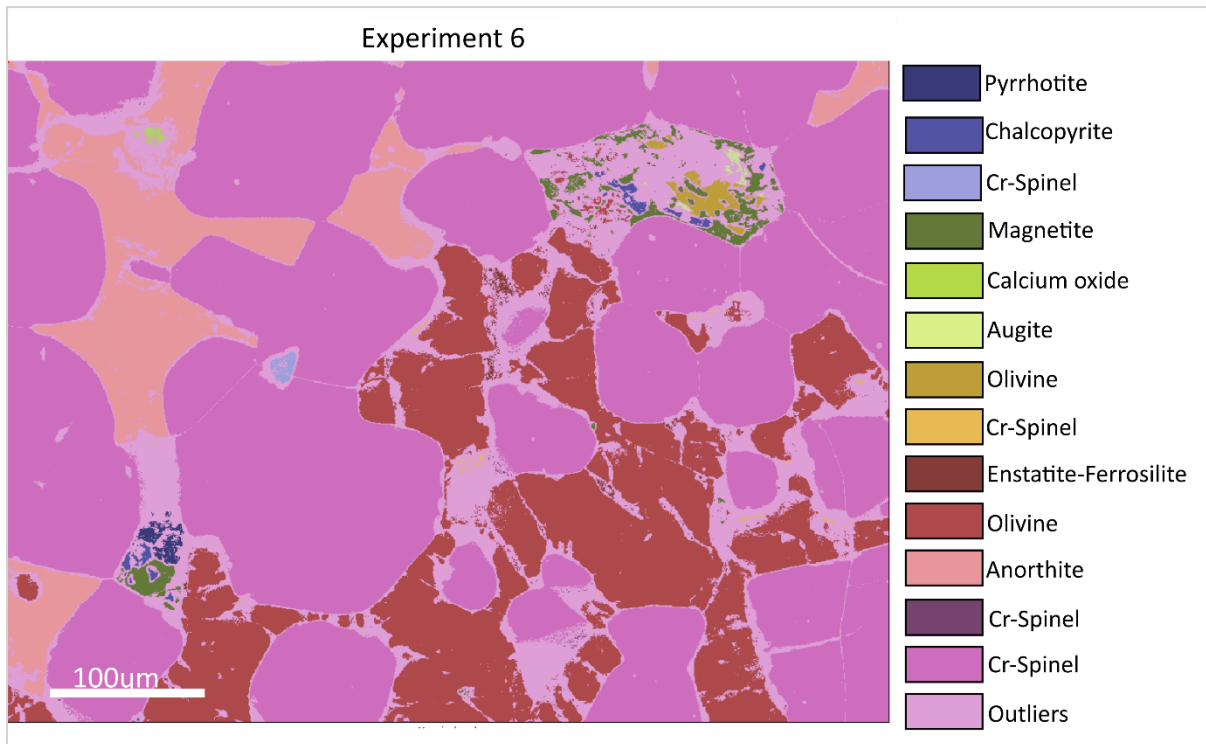 Experiment 6
Pyrrhotite
Chalcopyrite
Cr-Spinel
Magnetite
Calcium oxide
Augite
Olivine
Cr-Spinel
Enstatite-Ferrosilite
Olivine
Anorthite
Cr-Spinel
Cr-Spinel
Outliers
100um